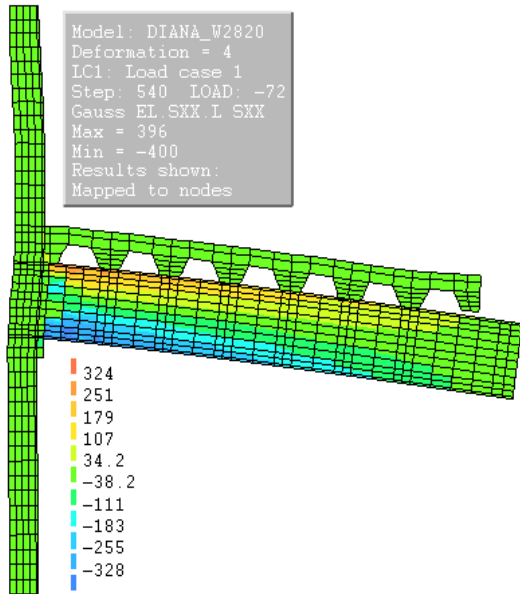 Model: DIANA_W2820
Deformation = 4
LC1: Load case 1
Step: 540 LOAD: -72
Gauss EL.SXX.L SXX
Max = 396
Min = -400
Results shown:
Mapped to nodes
324
251
179
107
34.2
-38.2
-111
-183
-255
-328